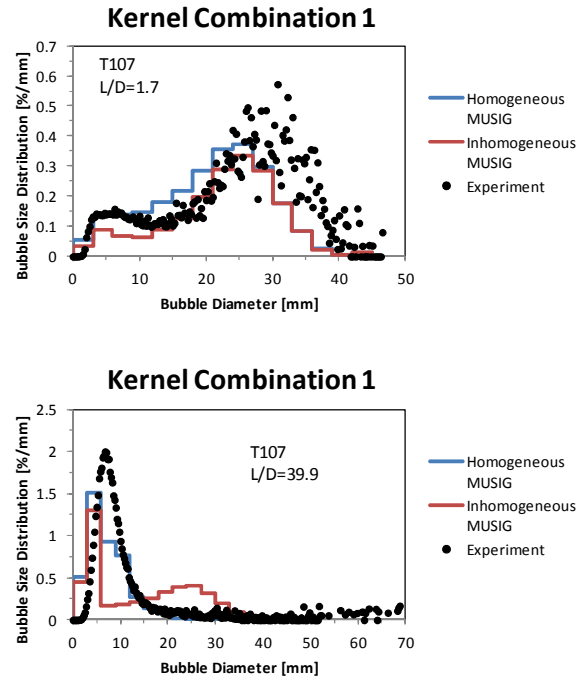 Kernel Combination 1
Bubble Size Distribution [%/mm]
0.7
0.6
0.5
0.4
0.3
0.2
0.1
0
T107
L/D=1.7
0 10 20 30 40 50
Bubble Diameter [mm]
Homogeneous
MUSIG
Inhomogeneous
MUSIG
Experiment
Kernel Combination 1
Bubble Size Distribution [%/mm]
2.5
2
1.5
1
0.5
0
T107
L/D=39.9
0 10 20 30 40 50 60 70
Bubble Diameter [mm]
Homogeneous
MUSIG
Inhomogeneous
MUSIG
Experiment